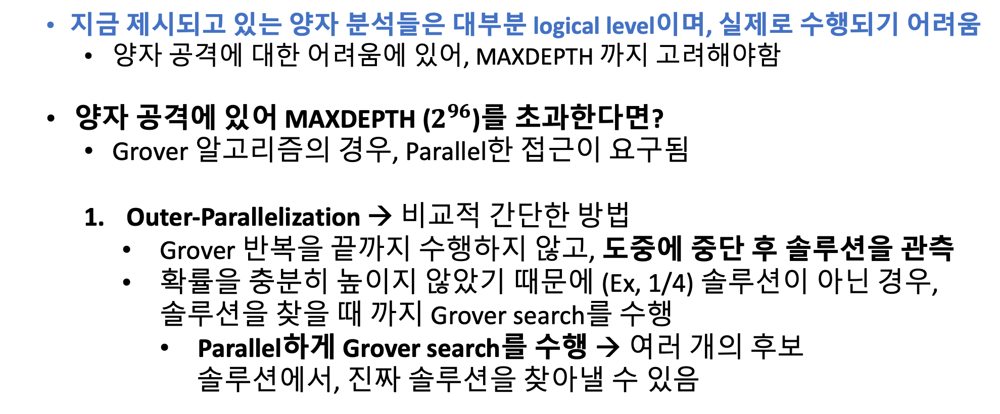 • 지금 제시되고 있는 양자 분석들은 대부분 logical level이며, 실제로 수행되기 어려움
• 양자 공격에 대한 어려움에 있어, MAXDEPTH 까지 고려해야함
• 양자 공격에 있어 MAXDEPTH (2⁹⁶)를 초과한다면?
• Grover 알고리즘의 경우, Parallel한 접근이 요구됨
1. Outer-Parallelization → 비교적 간단한 방법
• Grover 반복을 끝까지 수행하지 않고, 도중에 중단 후 솔루션을 관측
• 확률을 충분히 높이지 않았기 때문에 (Ex, 1/4) 솔루션이 아닌 경우,
솔루션을 찾을 때 까지 Grover search를 수행
• Parallel하게 Grover search를 수행 → 여러 개의 후보
솔루션에서, 진짜 솔루션을 찾아낼 수 있음